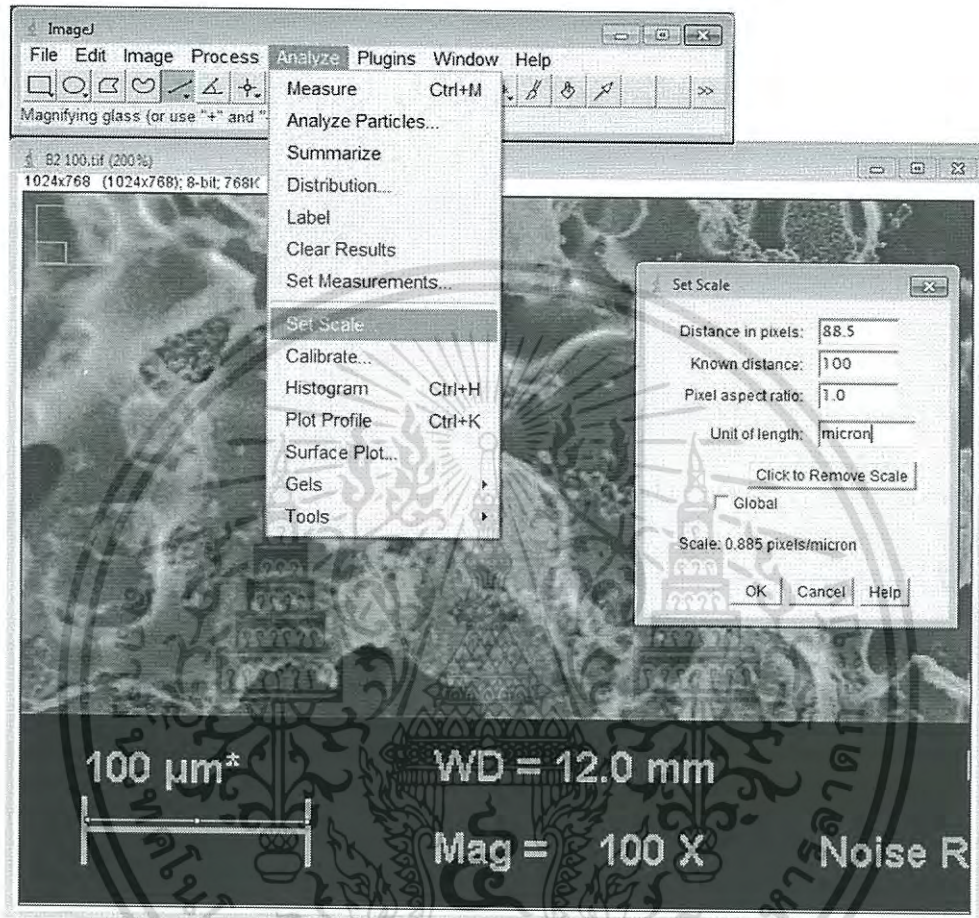 ImageJ
File Edit Image Process Analyze Plugins Window Help
Magnifying glass (or use "+" and "-
>>
Measure Ctrl+M
Analyze Particles...
Summarize
Distribution...
Label
Clear Results
Set Measurements...
Set Scale
Calibrate...
Histogram Ctrl+H
Plot Profile Ctrl+K
Surface Plot...
Gels
Tools
B2 100.tif (200%)
1024x768 (1024x768); 8-bit; 768K
Set Scale
Distance in pixels: 88.5
Known distance: 100
Pixel aspect ratio: 1.0
Unit of length: micron
Click to Remove Scale
Global
Scale: 0.885 pixels/micron
OK Cancel Help
100 µm* WD = 12.0 mm
Mag = 100 X Noise R